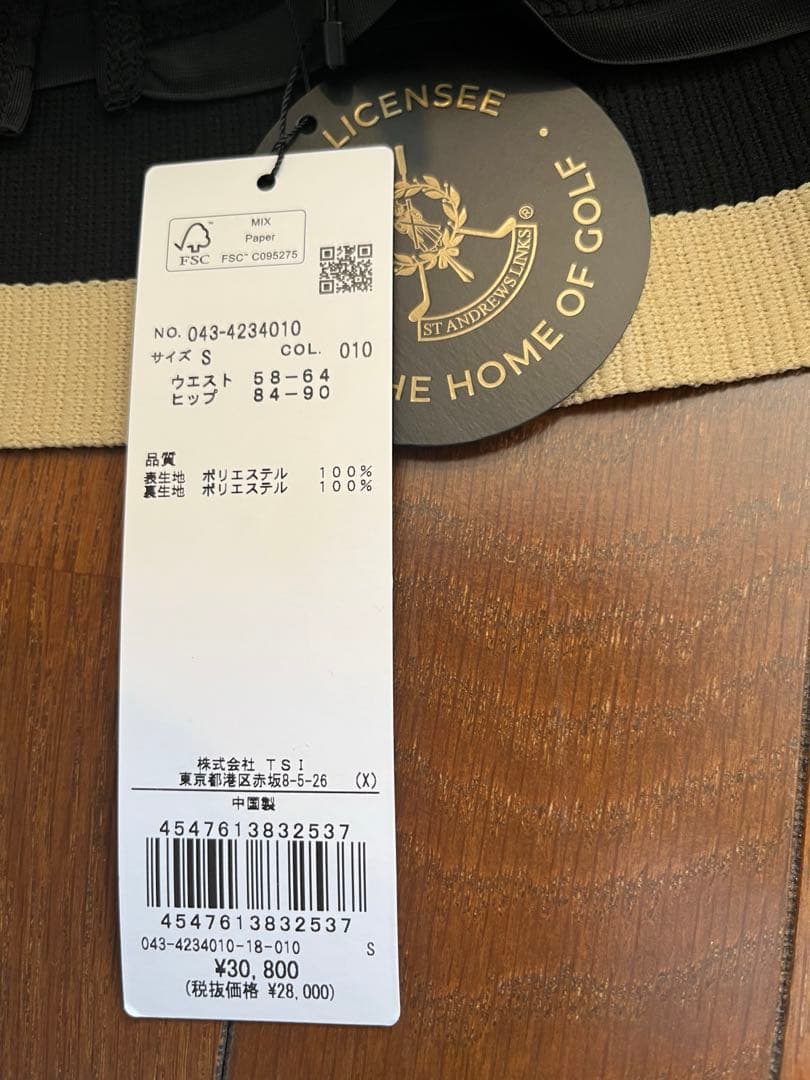 LICENSEE
ST ANDREWS LINKS®
HE HOME OF GOLF
FSC™
MIX
Paper
FSC™ C095275
NO. 043-4234010
サイズ S COL. 010
ウエスト 58-64
ヒップ 84-90
品質
表生地 ポリエステル 100%
裏生地 ポリエステル 100%
株式会社 TSI
東京都港区赤坂8-5-26 (X)
中国製
4547613832537
4547613832537
043-4234010-18-010 S
¥30,800
(税抜価格 ¥28,000)